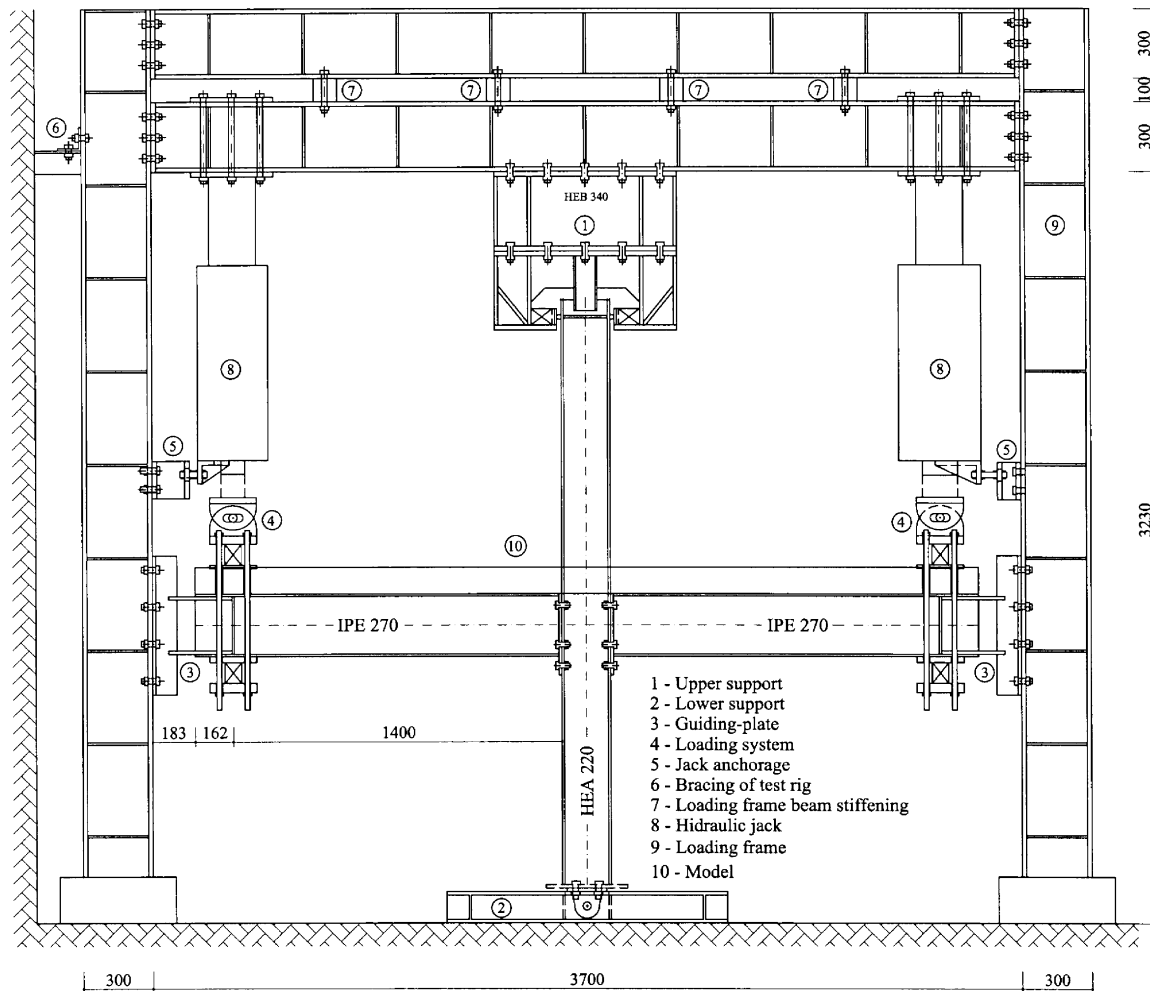 300
7
7
7
7
100
6
300
HEB 340
1
9
8
8
5
5
4
4
3230
10
IPE 270
IPE 270
3
3
1 - Upper support
2 - Lower support
3 - Guiding-plate
183
162
1400
4 - Loading system
5 - Jack anchorage
HEA 220
6 - Bracing of test rig
7 - Loading frame beam stiffening
8 - Hidraulic jack
9 - Loading frame
10 - Model
2
300
3700
300